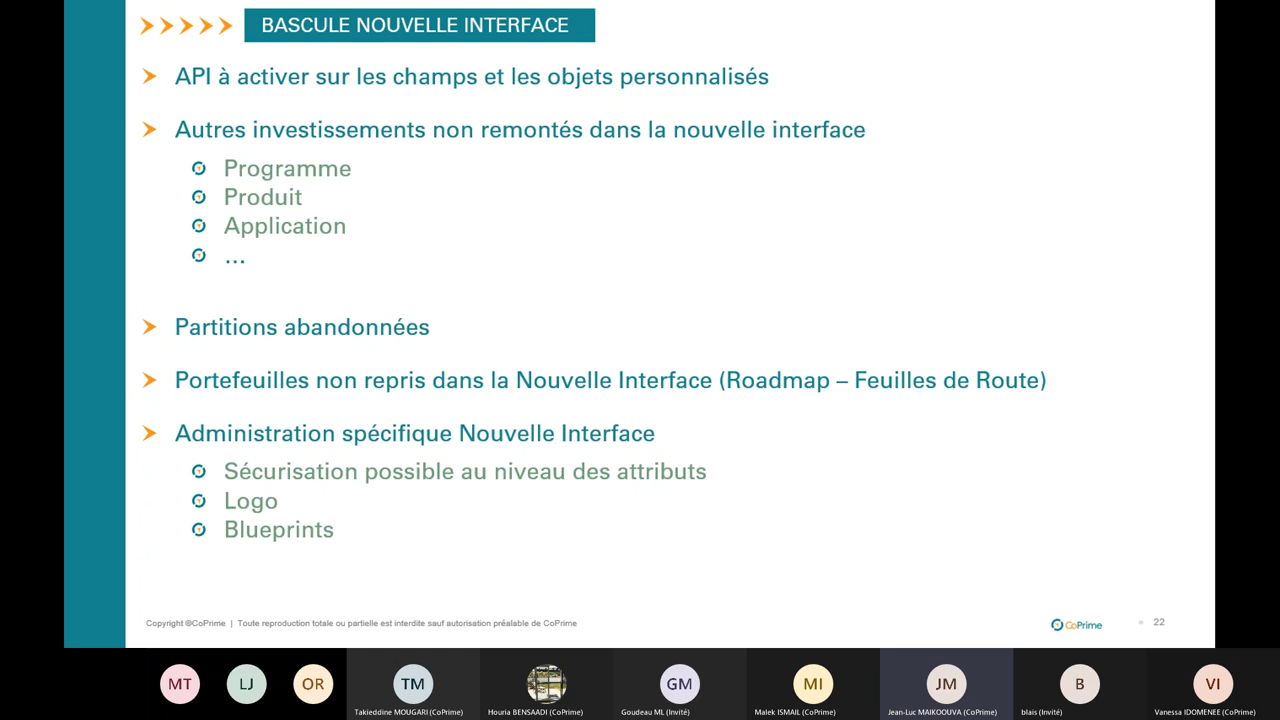 BASCULE NOUVELLE INTERFACE
API à activer sur les champs et les objets personnalisés
Autres investissements non remontés dans la nouvelle interface
Programme
Produit
Application
...
Partitions abandonnées
Portefeuilles non repris dans la Nouvelle Interface (Roadmap – Feuilles de Route)
Administration spécifique Nouvelle Interface
Sécurisation possible au niveau des attributs
Logo
Blueprints
Copyright ©CoPrime | Toute reproduction totale ou partielle est interdite sauf autorisation préalable de CoPrime
CoPrime
22
MT LJ OR TM GM MI JM B VI
Takieddine MOUGARI (CoPrime) Houria BENSAADI (CoPrime) Goudeau ML (Invité) Malek ISMAIL (CoPrime) Jean-Luc MAIKOOUVA (CoPrime) blais (Invité) Vanessa IDOMENEE (CoPrime)